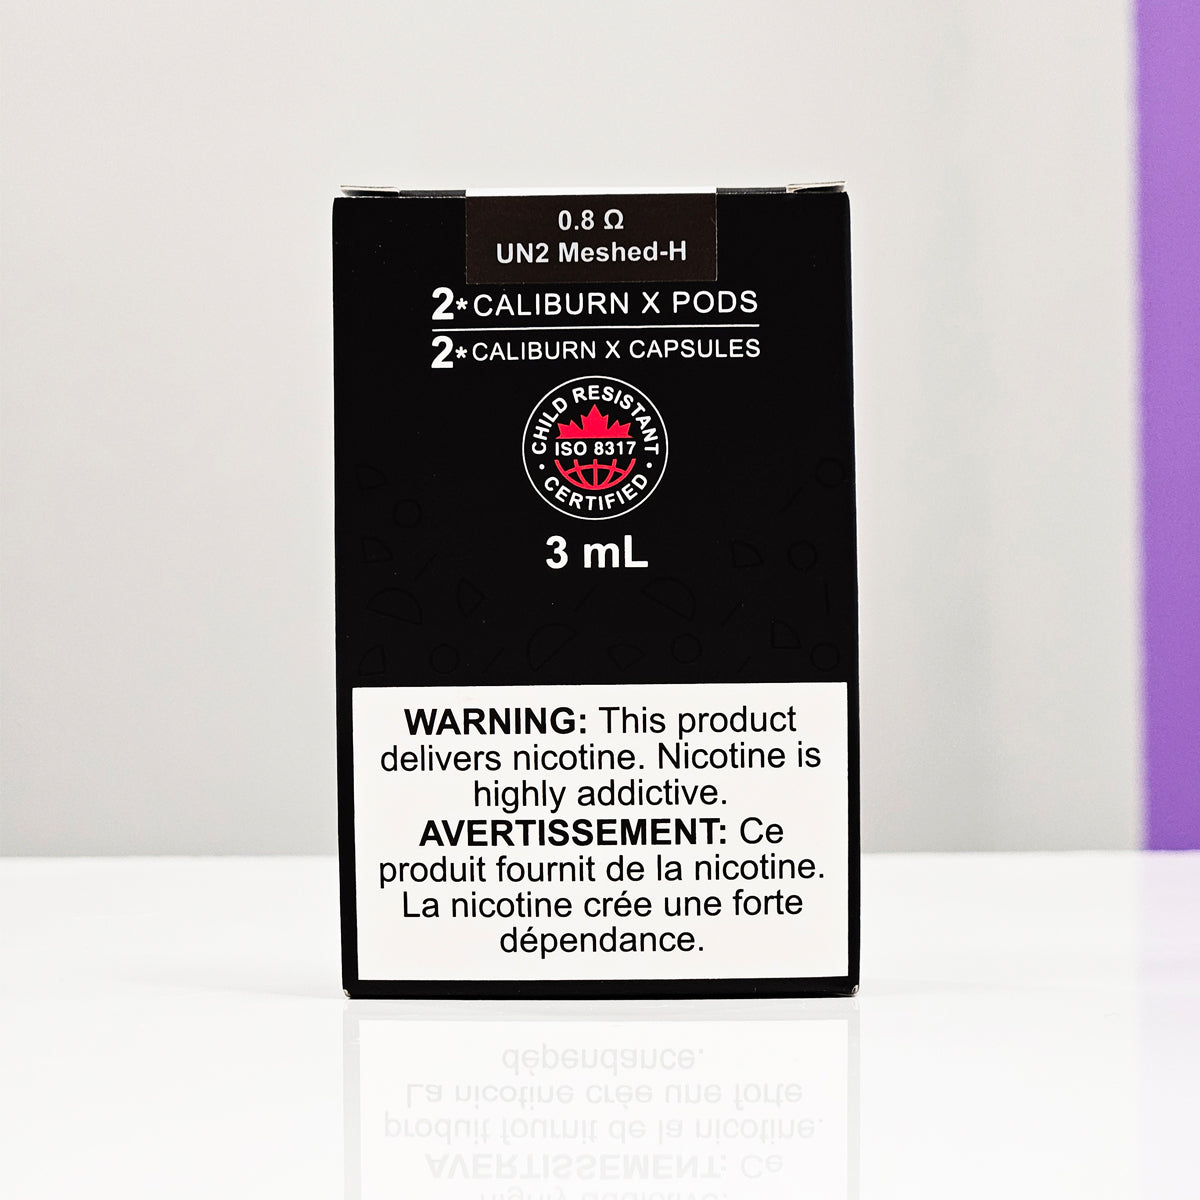 0.8 Ω
UN2 Meshed-H
2*CALIBURN X PODS
2*CALIBURN X CAPSULES
CHILD RESISTANT
ISO 8317
• CERTIFIED •
3 mL
WARNING: This product
delivers nicotine. Nicotine is
highly addictive.
AVERTISSEMENT: Ce
produit fournit de la nicotine.
La nicotine crée une forte
dépendance.